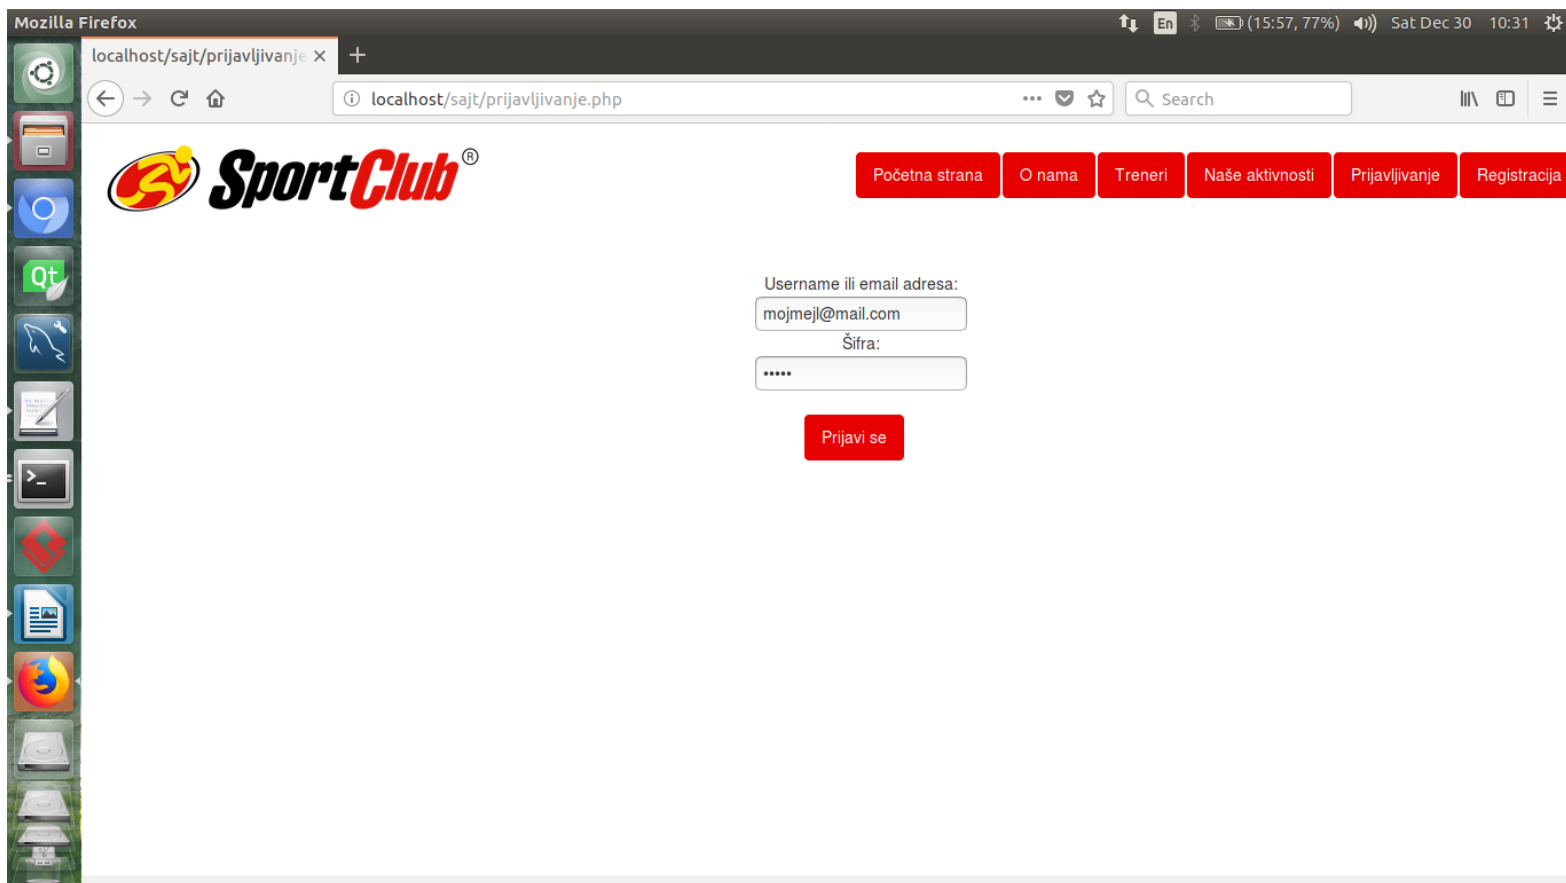 Mozilla Firefox
En
(15:57, 77%)
Sat Dec 30 10:31
localhost/sajt/prijavljivanje
localhost/sajt/prijavljivanje.php
Search
SportClub®
Početna strana
O nama
Treneri
Naše aktivnosti
Prijavljivanje
Registracija
Qt
Username ili email adresa:
mojmejl@mail.com
Šifra:
•••••
Prijavi se
>_